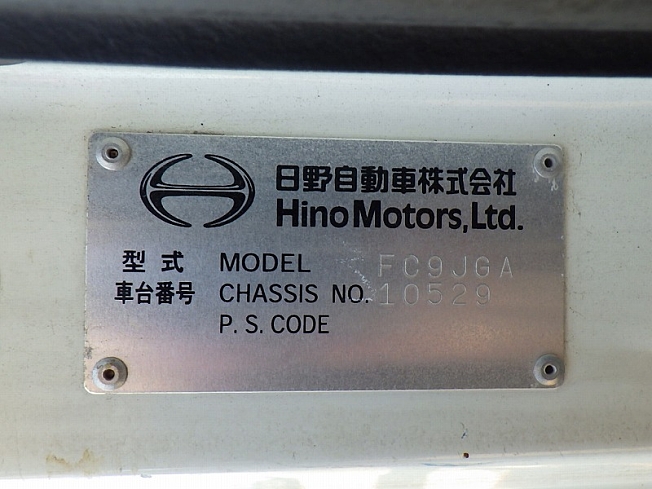 日野自動車株式会社
Hino Motors, Ltd.
型式 MODEL FC9JGA
車台番号 CHASSIS NO. 10529
P. S. CODE